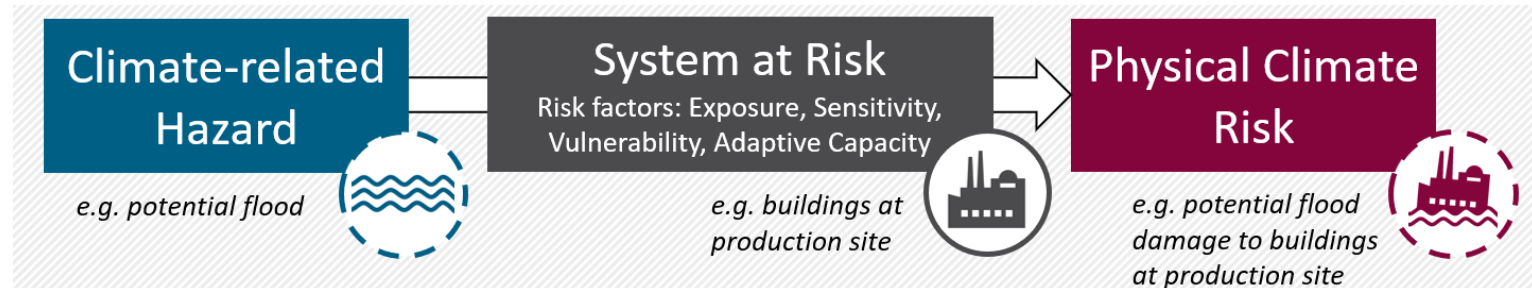 Climate-related
Hazard
e.g. potential flood
System at Risk
Risk factors: Exposure, Sensitivity,
Vulnerability, Adaptive Capacity
e.g. buildings at
production site
Physical Climate
Risk
e.g. potential flood
damage to buildings
at production site